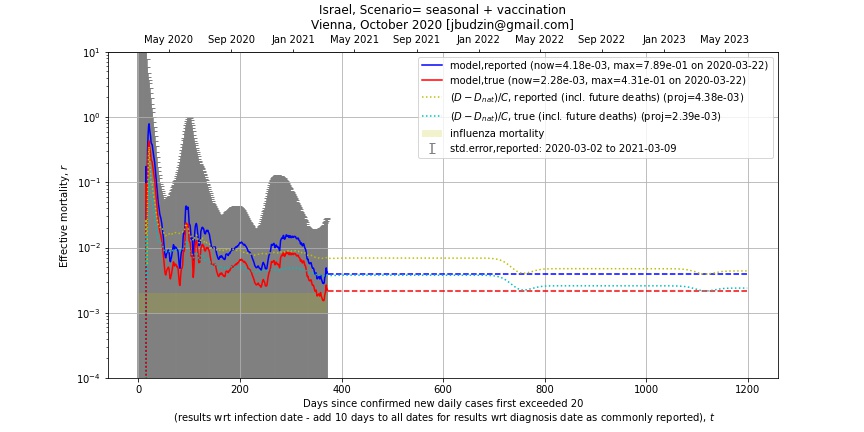 Israel, Scenario= seasonal + vaccination
Vienna, October 2020 [jbudzin@gmail.com]
May 2020 Sep 2020 Jan 2021 May 2021 Sep 2021 Jan 2022 May 2022 Sep 2022 Jan 2023 May 2023
10^1
10^0
10^-1
10^-2
10^-3
10^-4
Effective mortality, r
model,reported (now=4.18e-03, max=7.89e-01 on 2020-03-22)
model,true (now=2.28e-03, max=4.31e-01 on 2020-03-22)
(D − D_nat)/C, reported (incl. future deaths) (proj=4.38e-03)
(D − D_nat)/C, true (incl. future deaths) (proj=2.39e-03)
influenza mortality
std.error,reported: 2020-03-02 to 2021-03-09
0 200 400 600 800 1000 1200
Days since confirmed new daily cases first exceeded 20
(results wrt infection date - add 10 days to all dates for results wrt diagnosis date as commonly reported), t